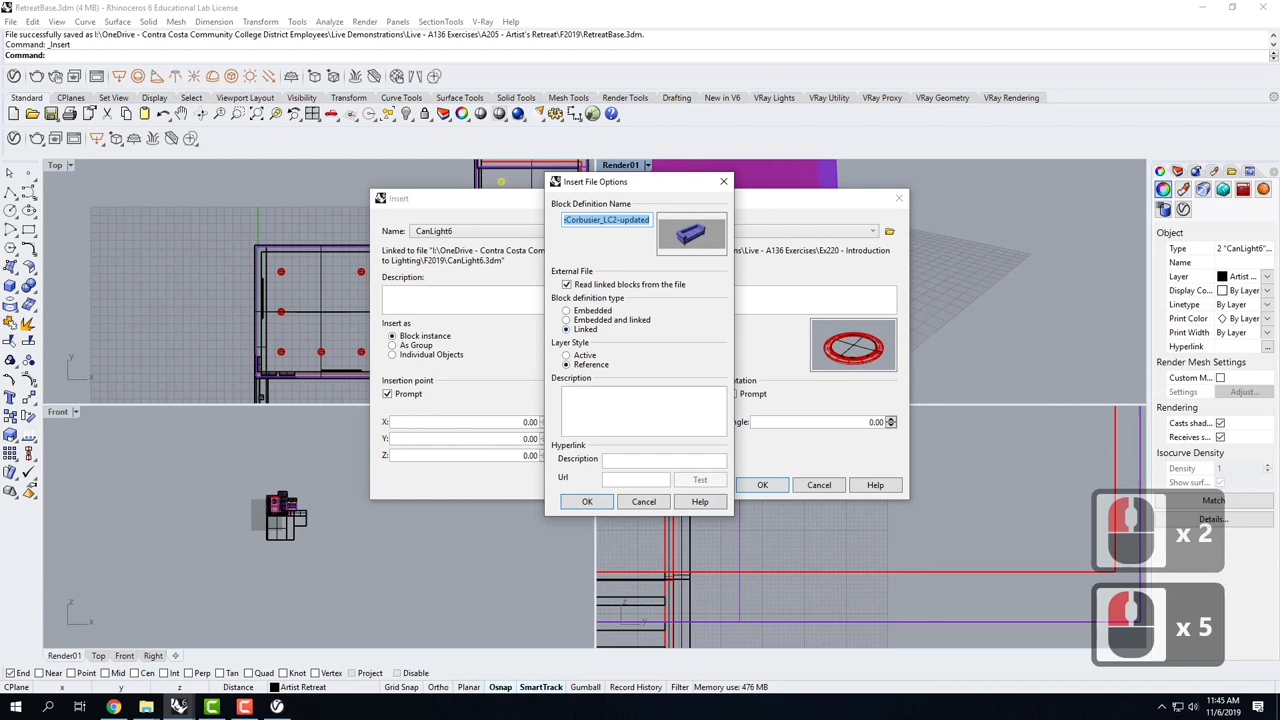 RetreatBase.3dm (4 MB) - Rhinoceros 6 Educational Lab License
File Edit View Curve Surface Solid Mesh Dimension Transform Tools Analyze Render Panels SectionTools V-Ray Help
File successfully saved as I:\OneDrive - Contra Costa Community College District Employees\Live Demonstrations\Live - A136 Exercises\A205 - Artist's Retreat\F2019\RetreatBase.3dm.
Command: _Insert
Command:
Standard CPlanes Set View Display Select Viewport Layout Visibility Transform Curve Tools Surface Tools Solid Tools Mesh Tools Render Tools Drafting New in V6 VRay Lights VRay Utility VRay Proxy VRay Geometry VRay Rendering
Top
Render01
Insert
Name: CanLight6
Linked to file "I:\OneDrive - Contra Costa
\Live - A136 Exercises\Ex220 - Introduction
to Lighting\F2019\CanLight6.3dm"
Description:
Insert as
Block instance
As Group
Individual Objects
Insertion point
Prompt
X: 0.00
Y: 0.00
Z: 0.00
Prompt
0.00
OK Cancel Help
Insert File Options
Block Definition Name
Corbusier_LC2-updated
External File
Read linked blocks from the file
Block definition type
Embedded
Embedded and linked
Linked
Layer Style
Active
Reference
Description
Hyperlink
Description
Url
Test
OK Cancel Help
Object
Type 2 "CanLight6"
Name
Layer Artist
Display Co... By Layer
Linetype By Layer
Print Color By Layer
Print Width By Layer
Hyperlink ...
Render Mesh Settings
Custom M...
Settings Adjust...
Rendering
Casts shad...
Receives s...
Isocurve Density
Density 1
Show surf...
Match
Details...
x 2
x 5
y
x
Front
z
x
z
y
Render01 Top Front Right
End Near Point Mid Cen Int Perp Tan Quad Knot Vertex Project Disable
CPlane x y z Distance Artist Retreat Grid Snap Ortho Planar Osnap SmartTrack Gumball Record History Filter Memory use: 476 MB
11:45 AM
11/6/2019